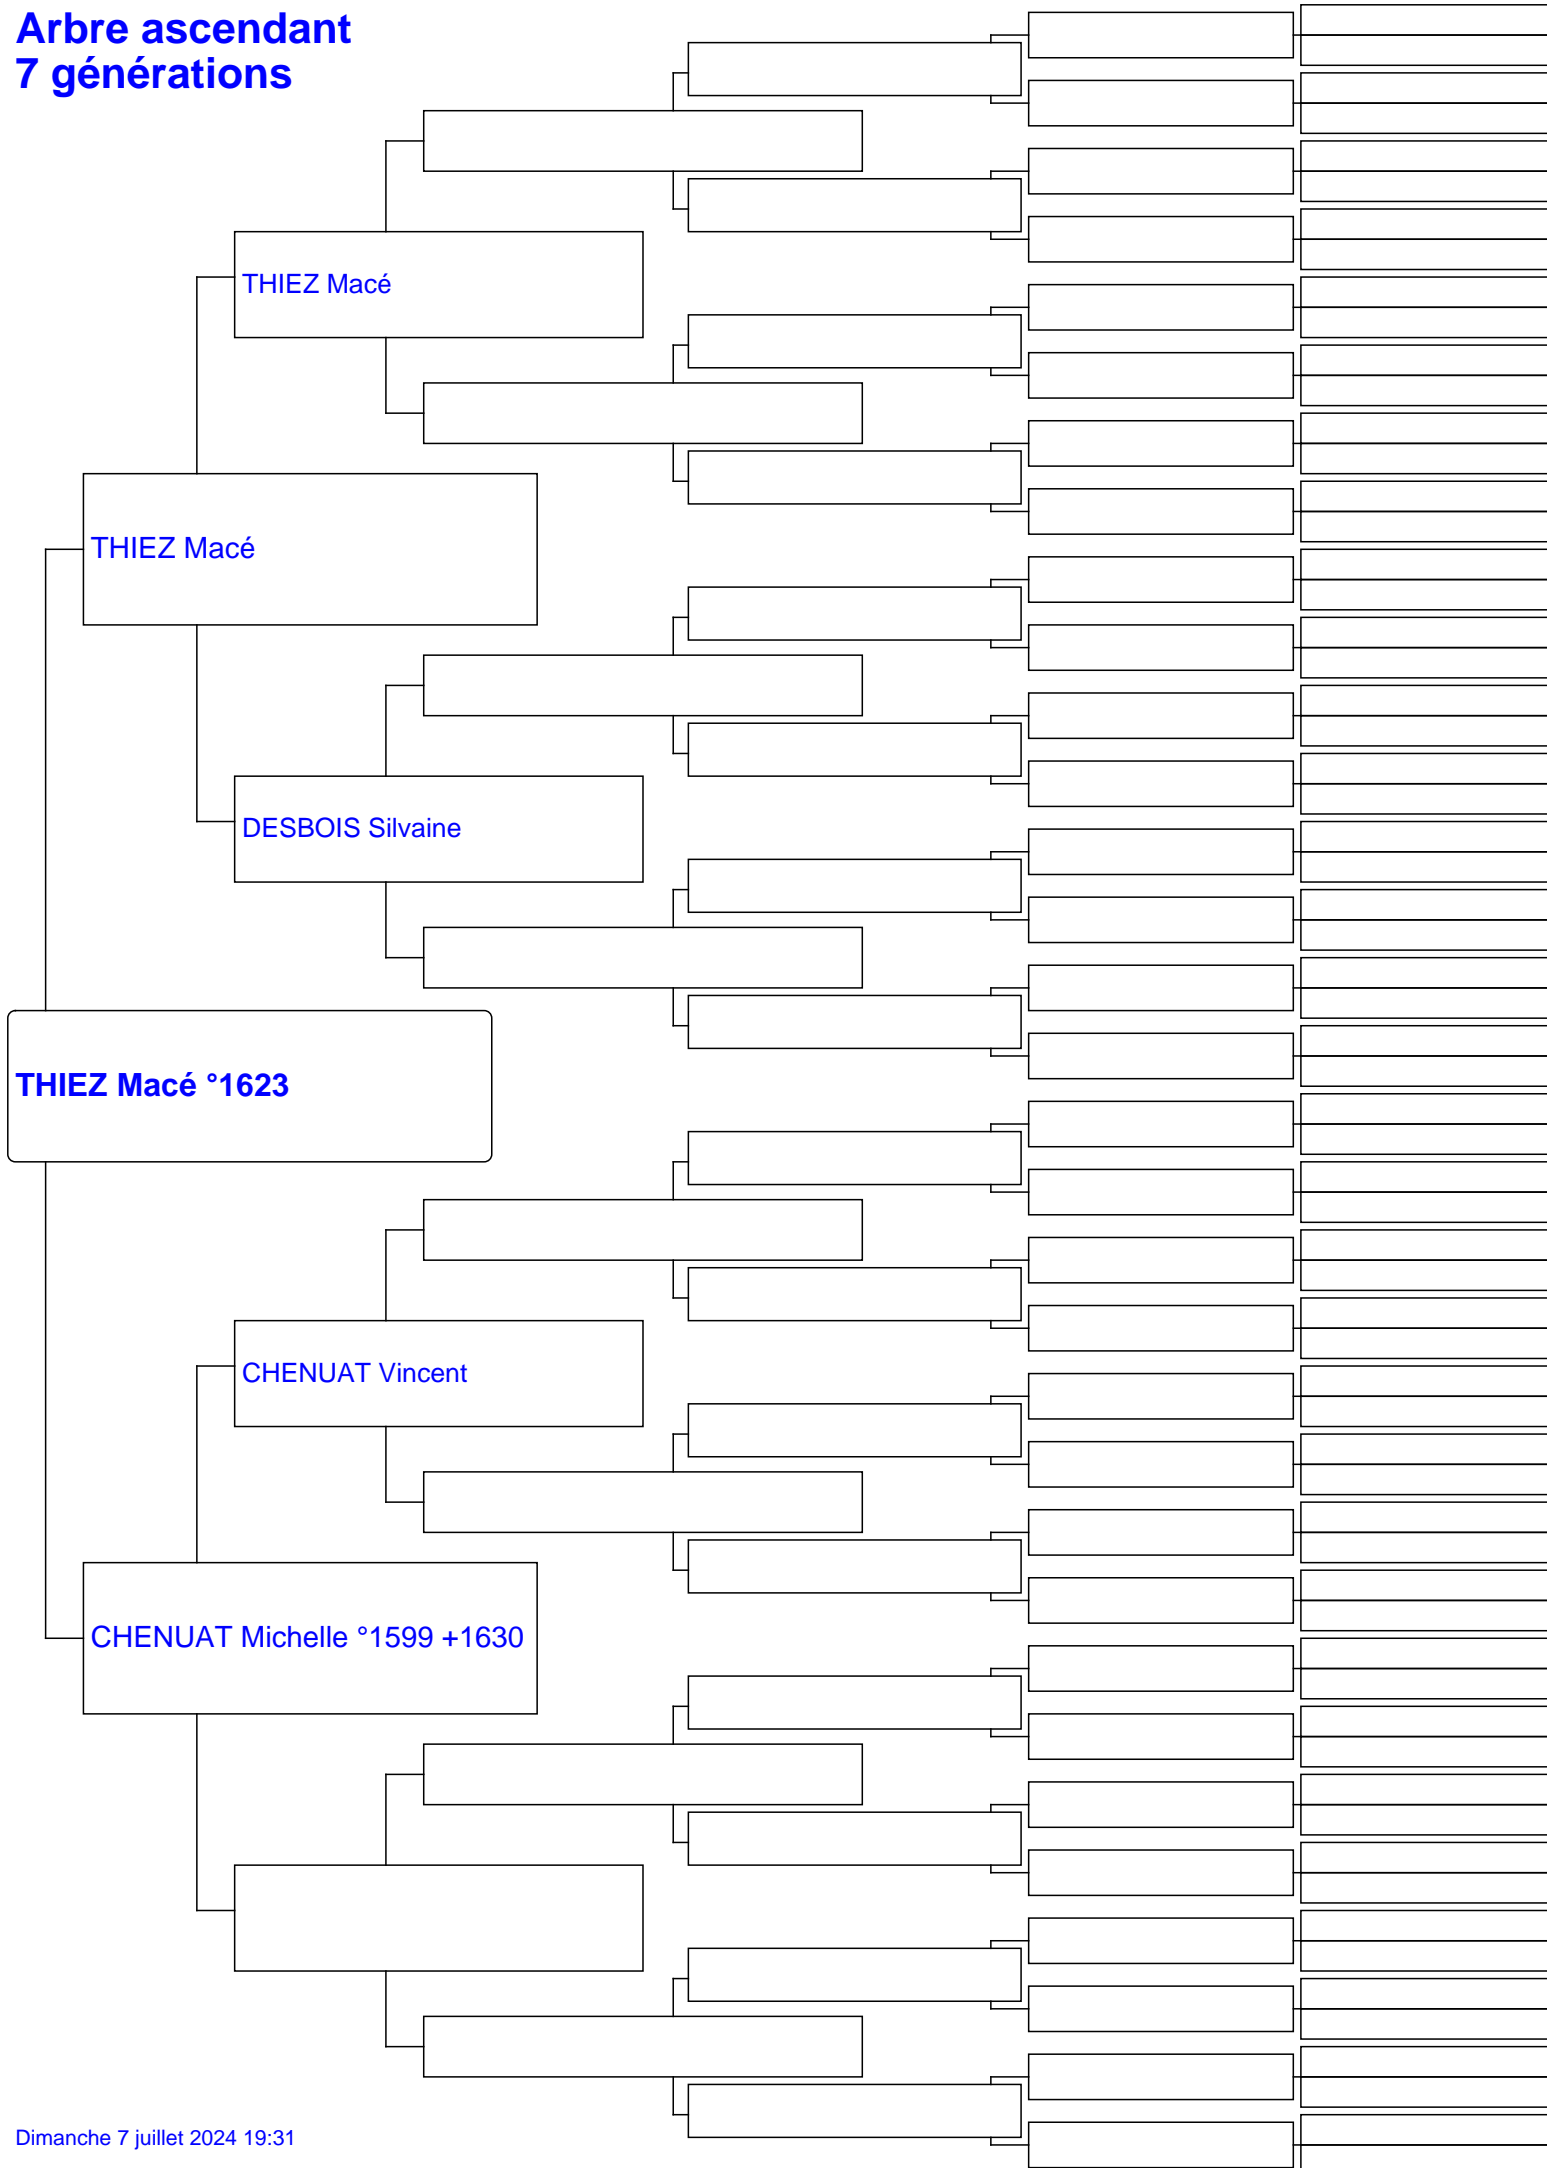 Arbre ascendant
7 générations
THIEZ Macé
THIEZ Macé
DESBOIS Silvaine
THIEZ Macé °1623
CHENUAT Vincent
CHENUAT Michelle °1599 +1630
Dimanche 7 juillet 2024 19:31